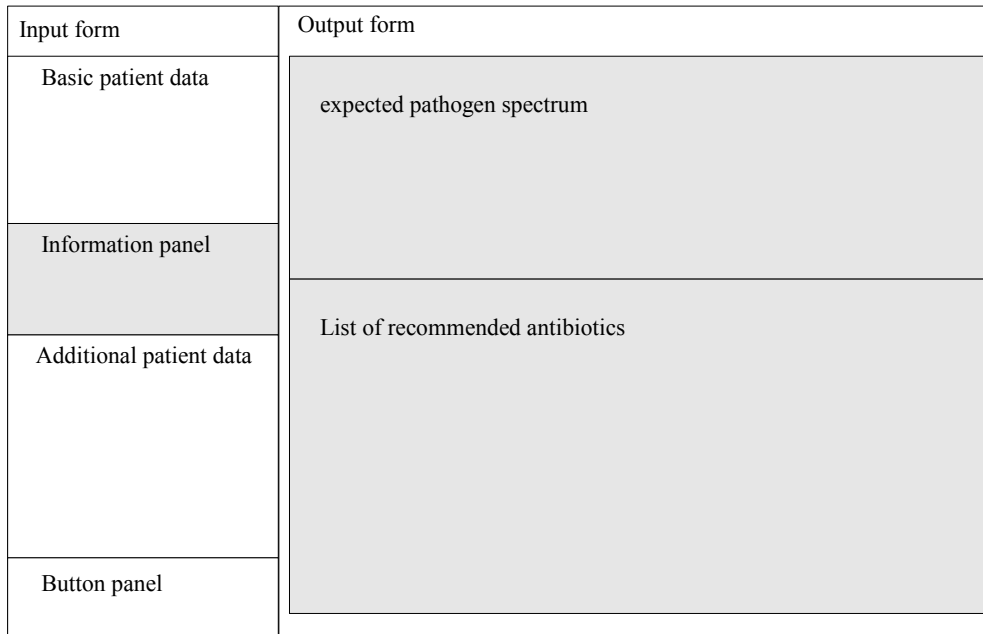 Input form
Basic patient data
Information panel
Additional patient data
Button panel
Output form
expected pathogen spectrum
List of recommended antibiotics